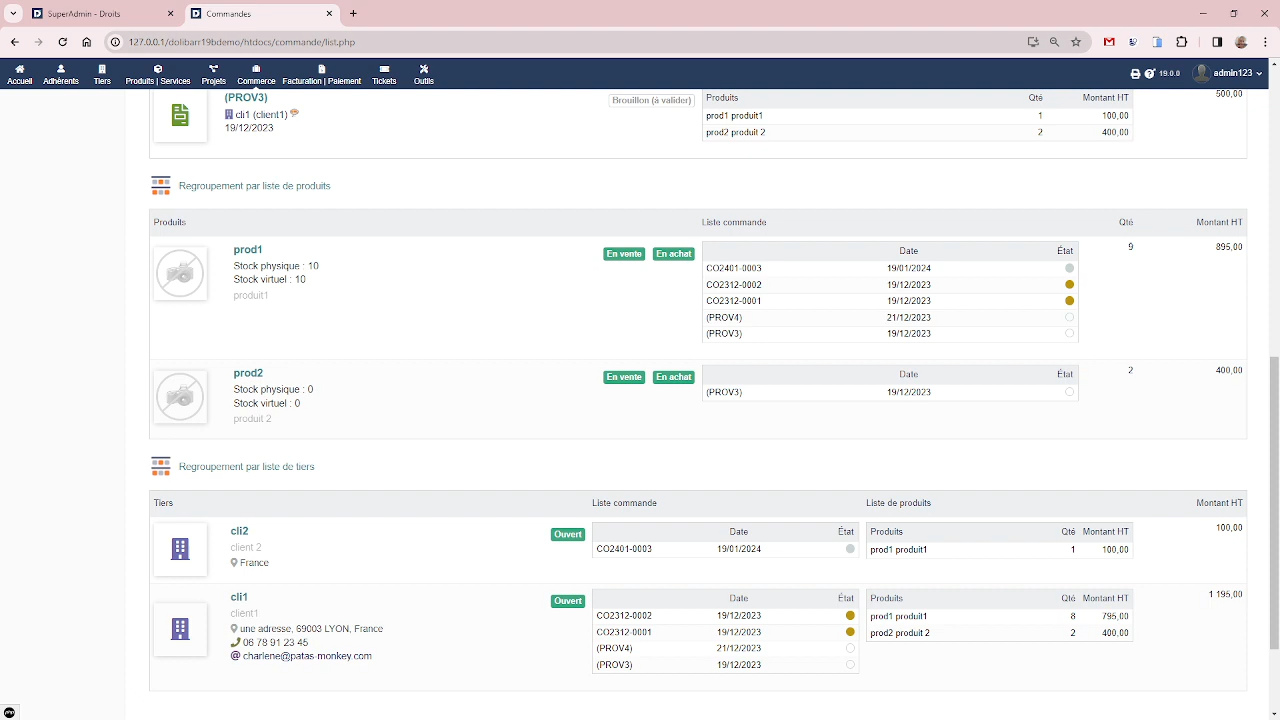 SuperAdmin - Droits
Commandes
127.0.0.1/dolibarr19bdemo/htdocs/commande/list.php
Accueil Adhérents Tiers Produits | Services Projets Commerce Facturation | Paiement Tickets Outils
19.0.0 admin123
(PROV3) Brouillon (à valider)
cli1 (client1)
19/12/2023
Produits Qté Montant HT
prod1 produit1 1 100,00
prod2 produit 2 2 400,00
500,00
Regroupement par liste de produits
Produits Liste commande Qté Montant HT
prod1 En vente En achat
Stock physique : 10
Stock virtuel : 10
produit1
Date État
CO2401-0003 19/01/2024
CO2312-0002 19/12/2023
CO2312-0001 19/12/2023
(PROV4) 21/12/2023
(PROV3) 19/12/2023
9 895,00
prod2 En vente En achat
Stock physique : 0
Stock virtuel : 0
produit 2
Date État
(PROV3) 19/12/2023
2 400,00
Regroupement par liste de tiers
Tiers Liste commande Liste de produits Montant HT
cli2 Ouvert
client 2
France
Date État
CO2401-0003 19/01/2024
Produits Qté Montant HT
prod1 produit1 1 100,00
100,00
cli1 Ouvert
client1
une adresse, 69003 LYON, France
06 78 91 23 45
@ charlene@patas-monkey.com
Date État
CO2312-0002 19/12/2023
CO2312-0001 19/12/2023
(PROV4) 21/12/2023
(PROV3) 19/12/2023
Produits Qté Montant HT
prod1 produit1 8 795,00
prod2 produit 2 2 400,00
1 195,00
php